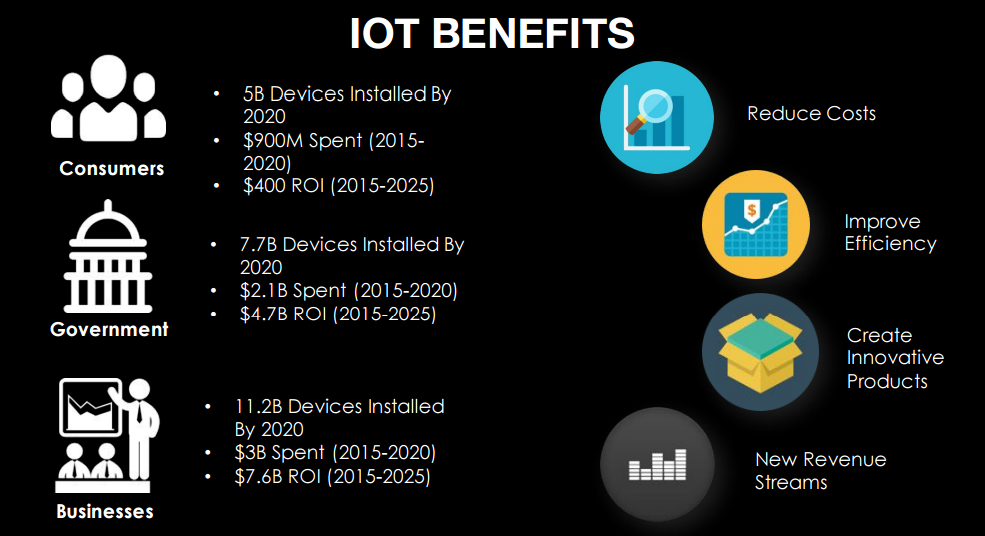 IOT BENEFITS
Consumers
• 5B Devices Installed By
2020
• $900M Spent (2015-
2020)
• $400 ROI (2015-2025)
Government
• 7.7B Devices Installed By
2020
• $2.1B Spent (2015-2020)
• $4.7B ROI (2015-2025)
Businesses
• 11.2B Devices Installed
By 2020
• $3B Spent (2015-2020)
• $7.6B ROI (2015-2025)
Reduce Costs
$
Improve
Efficiency
Create
Innovative
Products
New Revenue
Streams